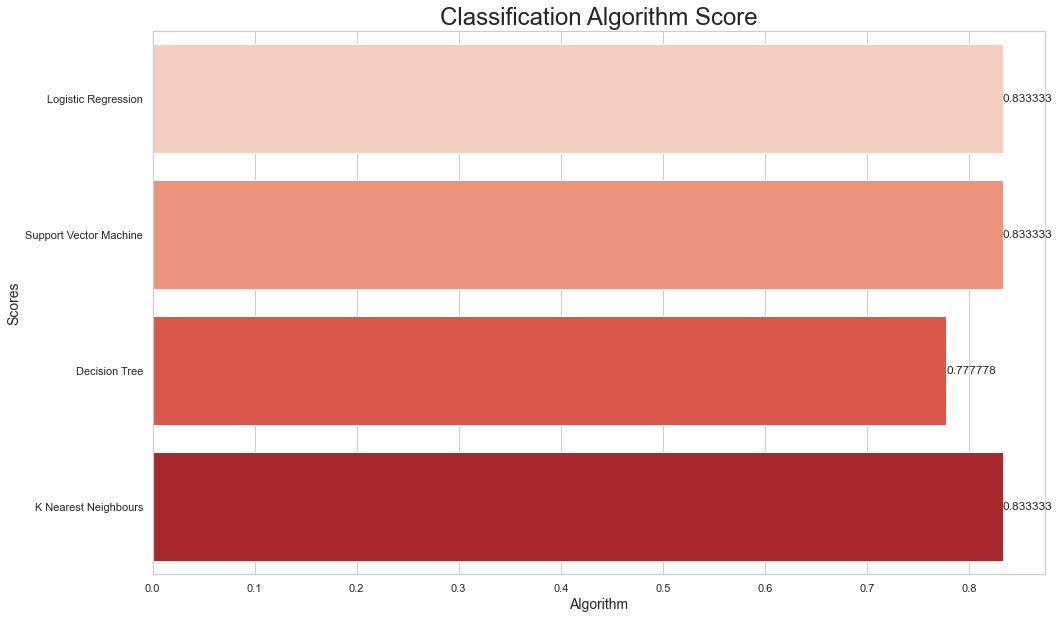 Classification Algorithm Score
Logistic Regression
0.833333
Support Vector Machine
0.833333
Scores
Decision Tree
0.777778
K Nearest Neighbours
0.833333
0.0 0.1 0.2 0.3 0.4 0.5 0.6 0.7 0.8
Algorithm